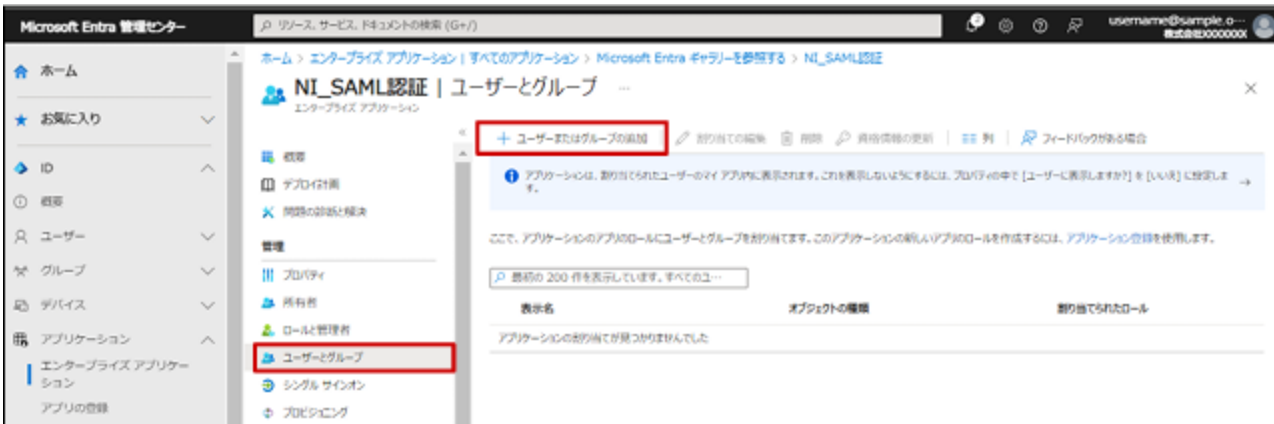 Microsoft Entra 管理センター
リソース、サービス、ドキュメントの検索 (G+/)
2
username@sample.o…
株式会社XXXXXXX
ホーム
お気に入り
ID
概要
ユーザー
グループ
デバイス
アプリケーション
エンタープライズ アプリケー
ション
アプリの登録
ホーム > エンタープライズ アプリケーション | すべてのアプリケーション > Microsoft Entra ギャラリーを参照する > NI_SAML認証
NI_SAML認証 | ユーザーとグループ …
エンタープライズ アプリケーション
概要
デプロイ計画
問題の診断と解決
管理
プロパティ
所有者
ロールと管理者
ユーザーとグループ
シングル サインオン
プロビジョニング
ユーザーまたはグループの追加 割り当ての編集 削除 資格情報の更新 列 フィードバックがある場合
アプリケーションは、割り当てられたユーザーのマイ アプリ内に表示されます。これを表示しないようにするには、プロパティの中で [ユーザーに表示しますか?] を [いいえ] に設定しま
す。
ここで、アプリケーションのアプリのロールにユーザーとグループを割り当てます。このアプリケーションの新しいアプリのロールを作成するには、アプリケーション登録を使用します。
最初の 200 件を表示しています。すべてのユ…
表示名 オブジェクトの種類 割り当てられたロール
アプリケーションの割り当てが見つかりませんでした